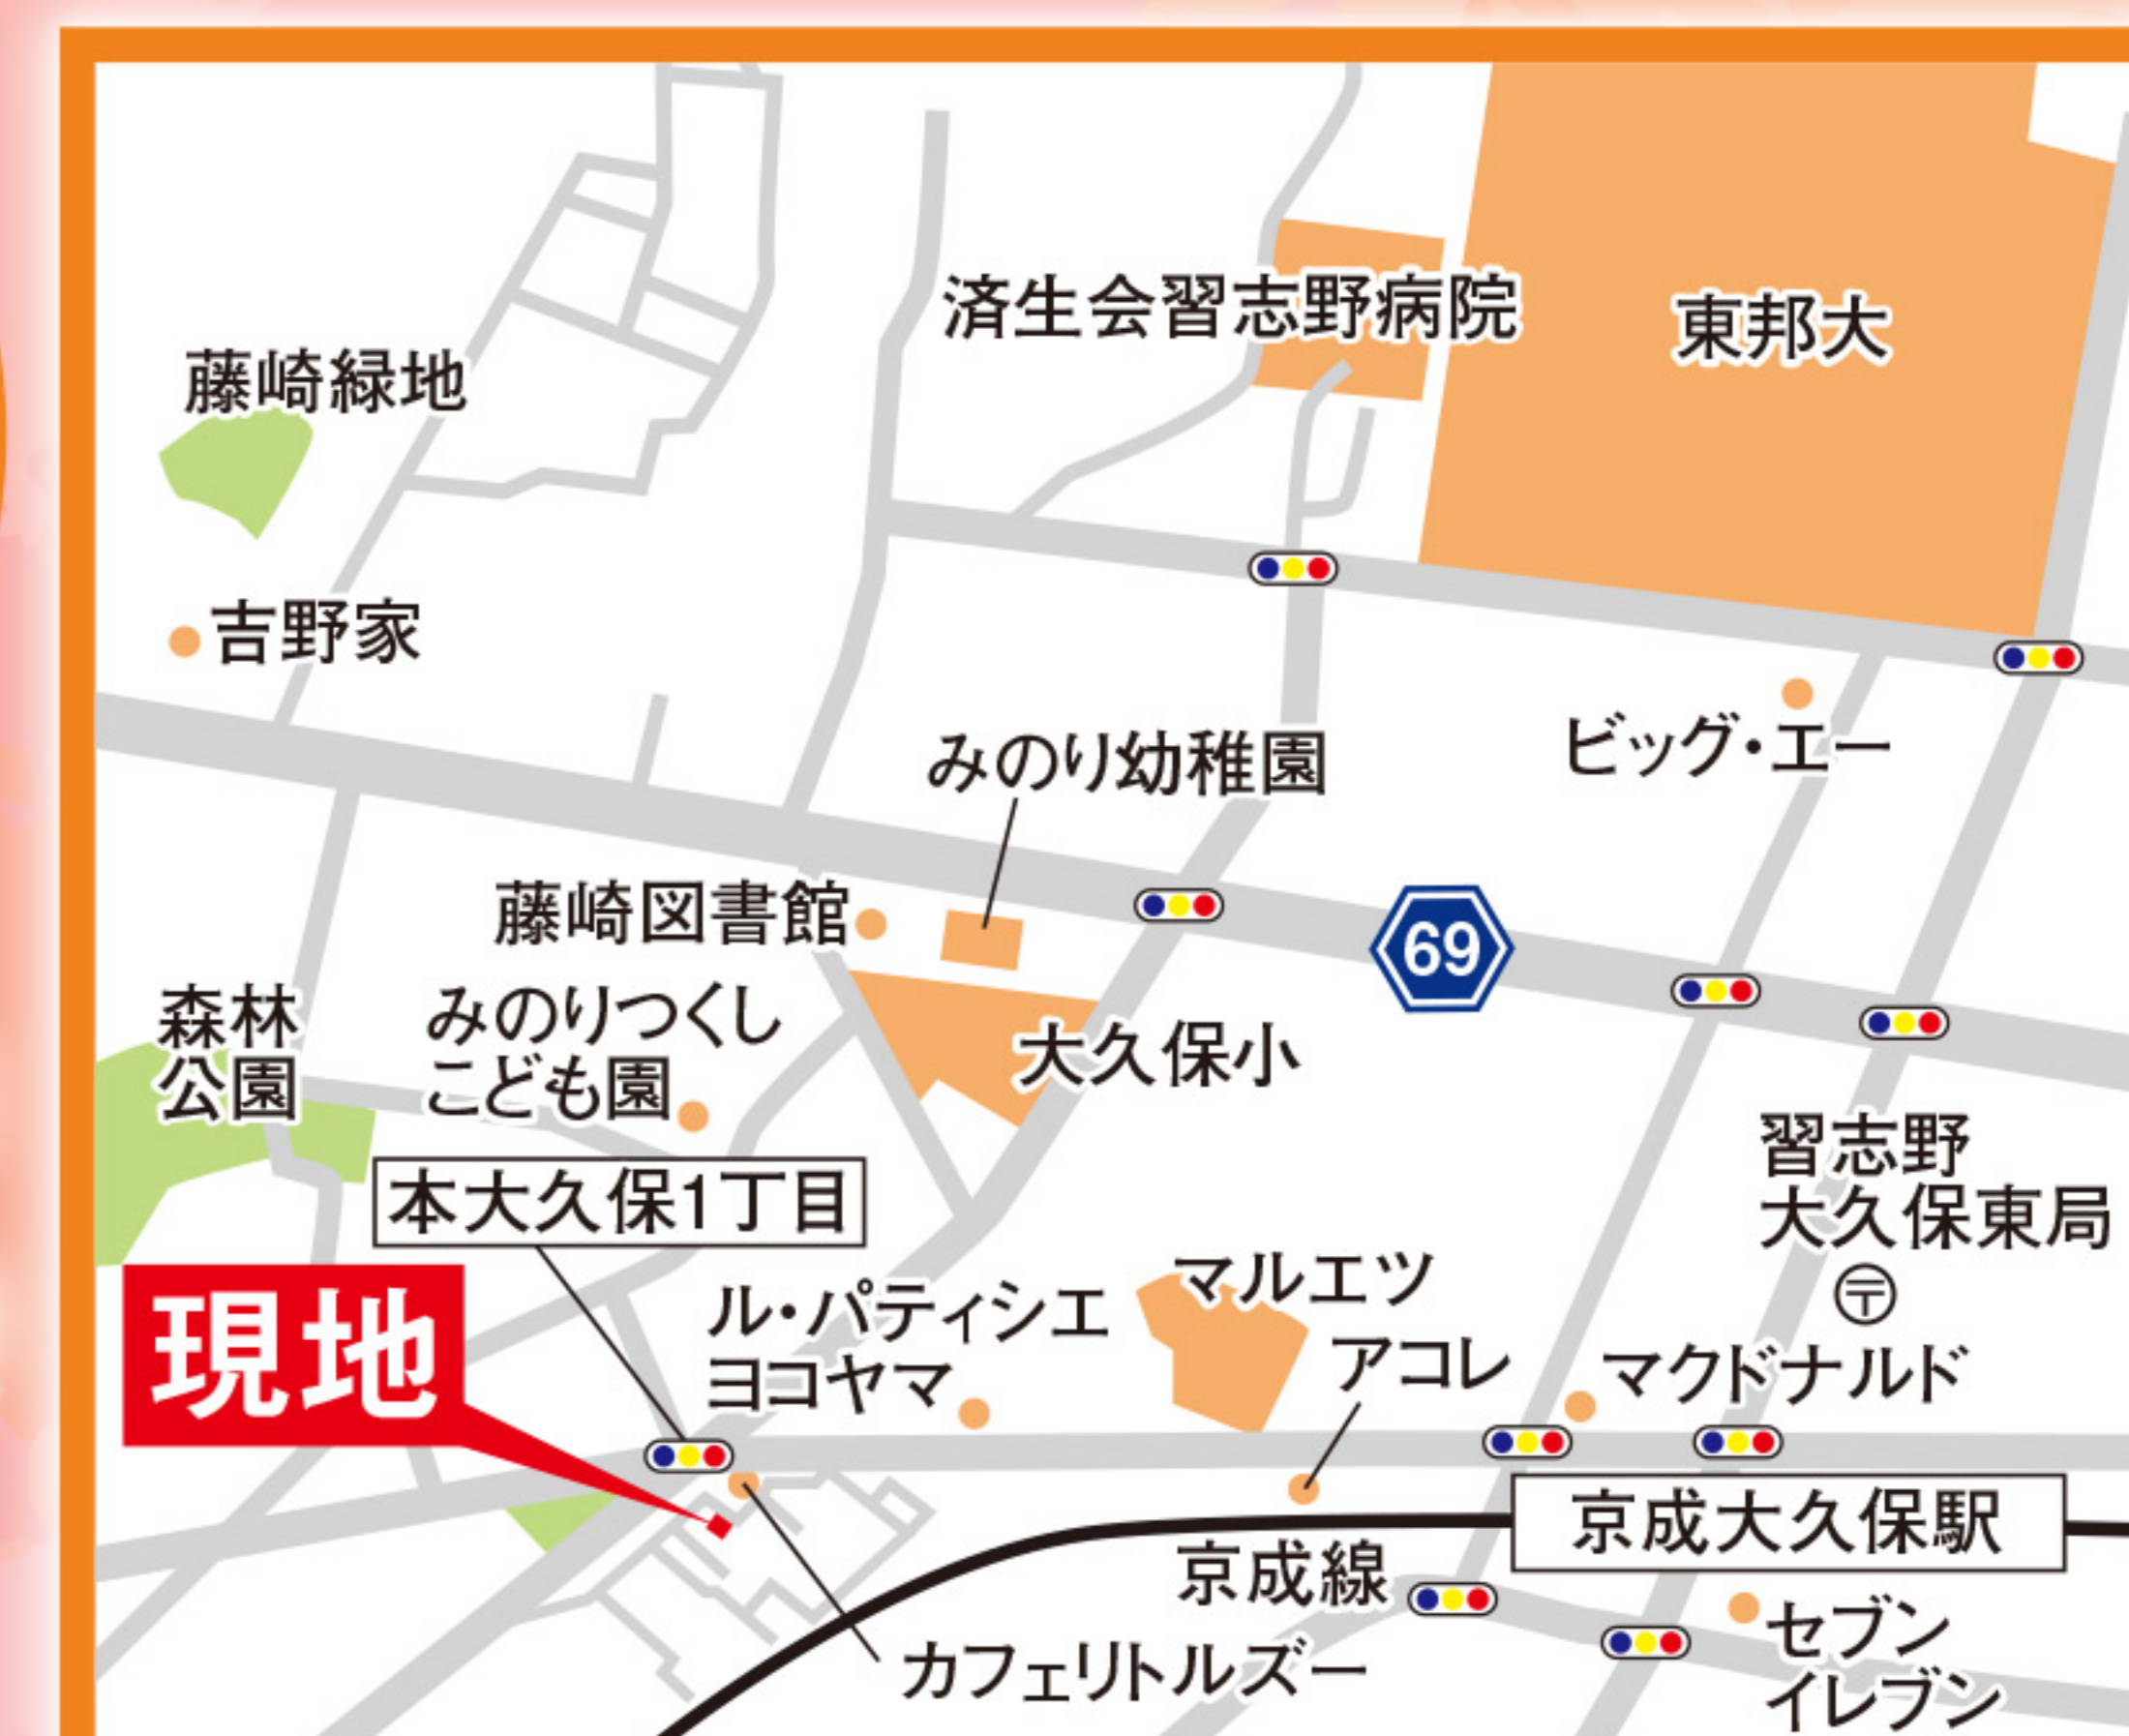 済生会習志野病院
東邦大
藤崎緑地
吉野家
みのり幼稚園
ビッグ・エー
藤崎図書館
69
森林
公園
みのりつくし
こども園
大久保小
習志野
大久保東局
〒
本大久保1丁目
現地
ル・パティシエ
ヨコヤマ
マルエツ
アコレ
マクドナルド
京成大久保駅
京成線
カフェリトルズー
セブン
イレブン